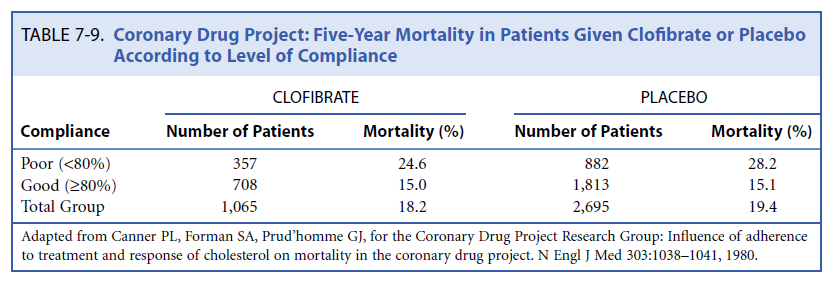 TABLE 7-9. Coronary Drug Project: Five-Year Mortality in Patients Given Clofibrate or Placebo
According to Level of Compliance
CLOFIBRATE PLACEBO
Compliance Number of Patients Mortality (%) Number of Patients Mortality (%)
Poor (<80%) 357 24.6 882 28.2
Good (≥80%) 708 15.0 1,813 15.1
Total Group 1,065 18.2 2,695 19.4
Adapted from Canner PL, Forman SA, Prud’homme GJ, for the Coronary Drug Project Research Group: Influence of adherence
to treatment and response of cholesterol on mortality in the coronary drug project. N Engl J Med 303:1038–1041, 1980.